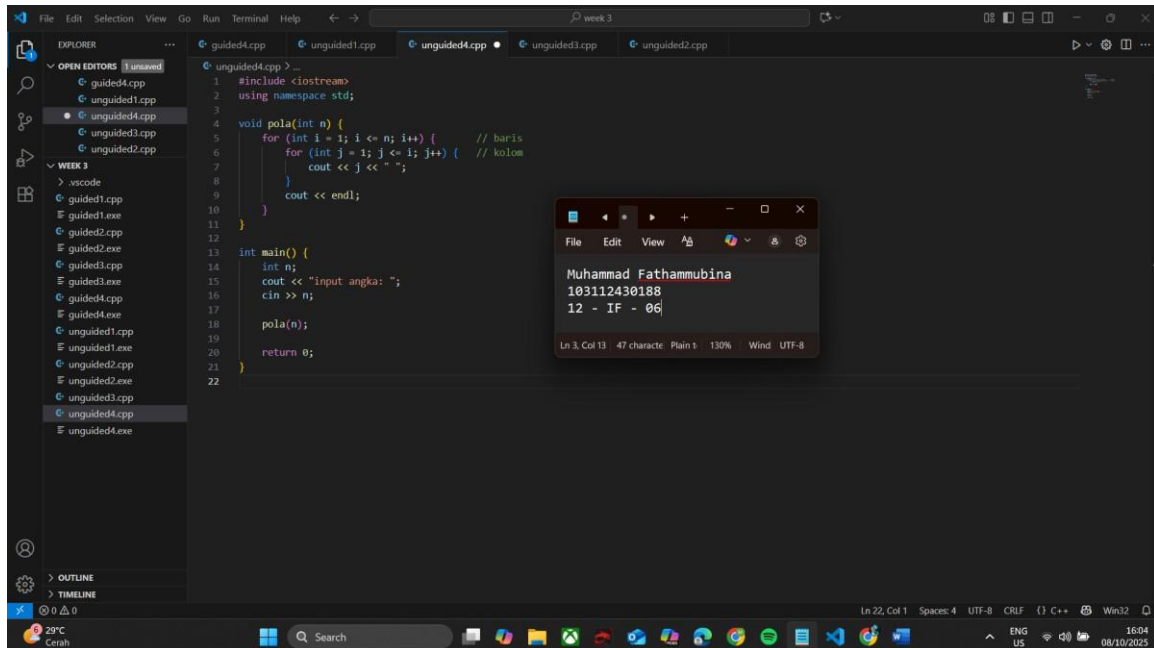 File Edit Selection View Go Run Terminal Help
week 3
EXPLORER
OPEN EDITORS 1 unsaved
guided4.cpp
unguided1.cpp
unguided4.cpp
unguided3.cpp
unguided2.cpp
WEEK 3
.vscode
guided1.cpp
guided1.exe
guided2.cpp
guided2.exe
guided3.cpp
guided3.exe
guided4.cpp
guided4.exe
unguided1.cpp
unguided1.exe
unguided2.cpp
unguided2.exe
unguided3.cpp
unguided4.cpp
unguided4.exe
OUTLINE
TIMELINE
guided4.cpp unguided1.cpp unguided4.cpp unguided3.cpp unguided2.cpp
unguided4.cpp > ...
1 #include <iostream>
2 using namespace std;
3
4 void pola(int n) {
5 for (int i = 1; i <= n; i++) { // baris
6 for (int j = 1; j <= i; j++) { // kolom
7 cout << j << " ";
8 }
9 cout << endl;
10 }
11 }
12
13 int main() {
14 int n;
15 cout << "input angka: ";
16 cin >> n;
17
18 pola(n);
19
20 return 0;
21 }
22
File Edit View
Muhammad Fathammubina
103112430188
12 - IF - 06
Ln 3, Col 13 47 characte Plain t 130% Wind UTF-8
0 0 Ln 22, Col 1 Spaces: 4 UTF-8 CRLF {} C++ Win32
6 29°C
Cerah
Search
ENG
US
16:04
08/10/2025